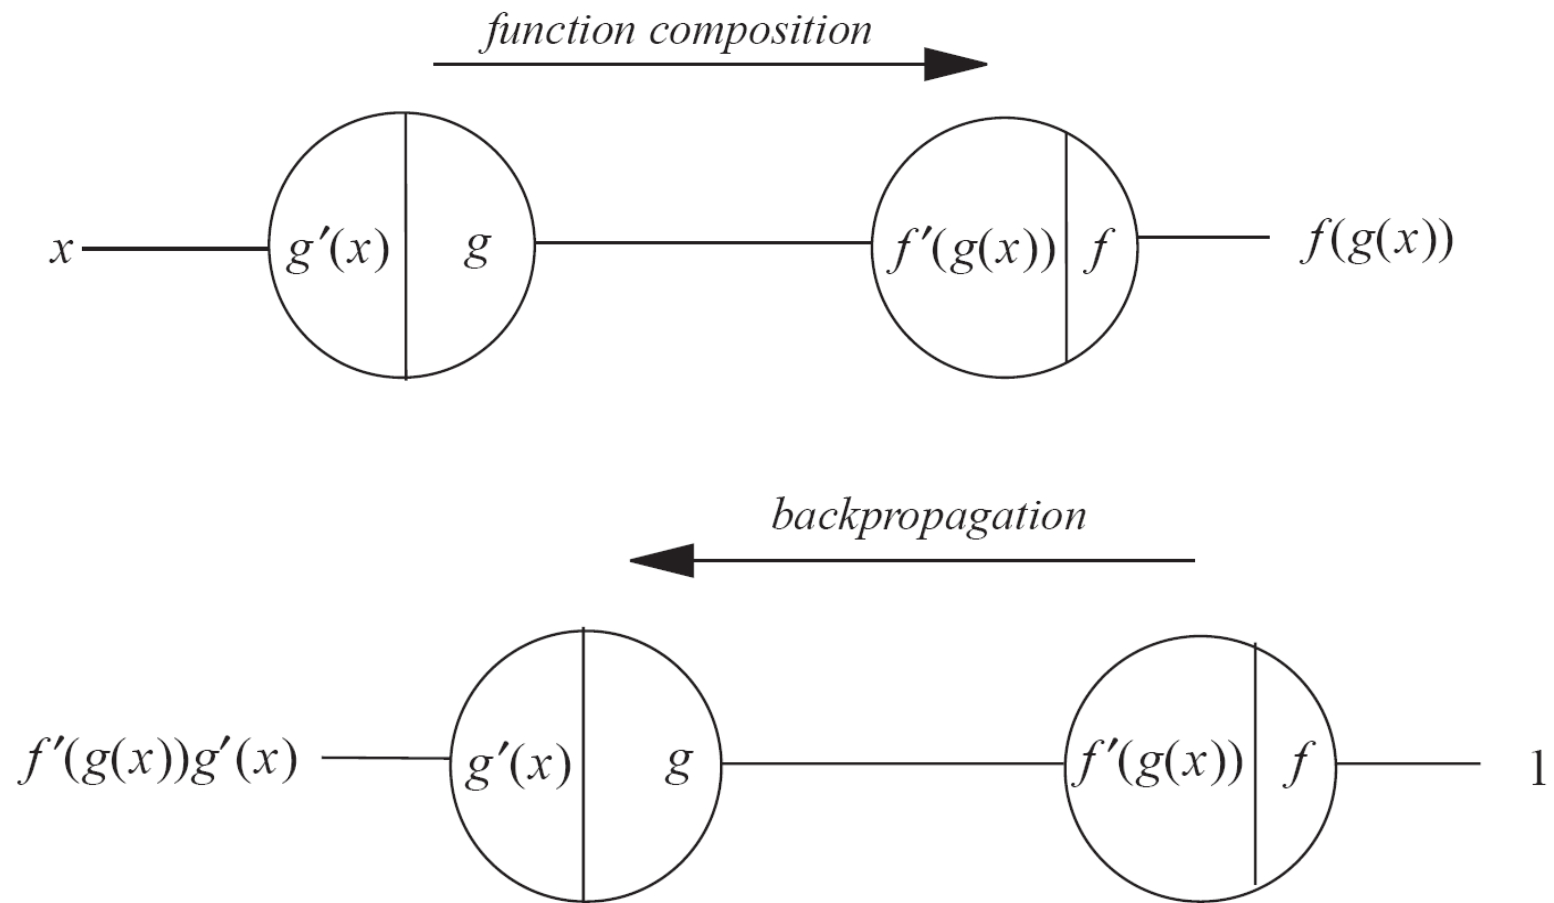 function composition
x g′(x) g f′(g(x)) f f(g(x))
backpropagation
f′(g(x))g′(x) g′(x) g f′(g(x)) f 1